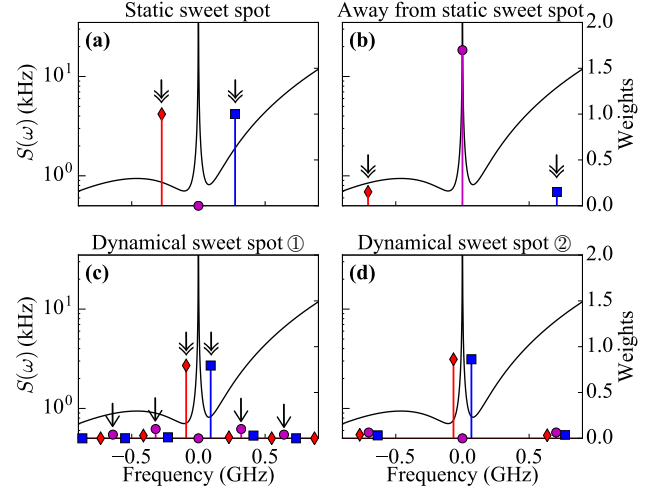 Static sweet spot
Away from static sweet spot
(a)
(b)
S(ω) (kHz)
10¹
10⁰
2.0
1.5
1.0
0.5
0.0
Weights
Dynamical sweet spot ①
Dynamical sweet spot ②
(c)
(d)
S(ω) (kHz)
10¹
10⁰
2.0
1.5
1.0
0.5
0.0
Weights
−0.5 0.0 0.5
−0.5 0.0 0.5
Frequency (GHz)
Frequency (GHz)